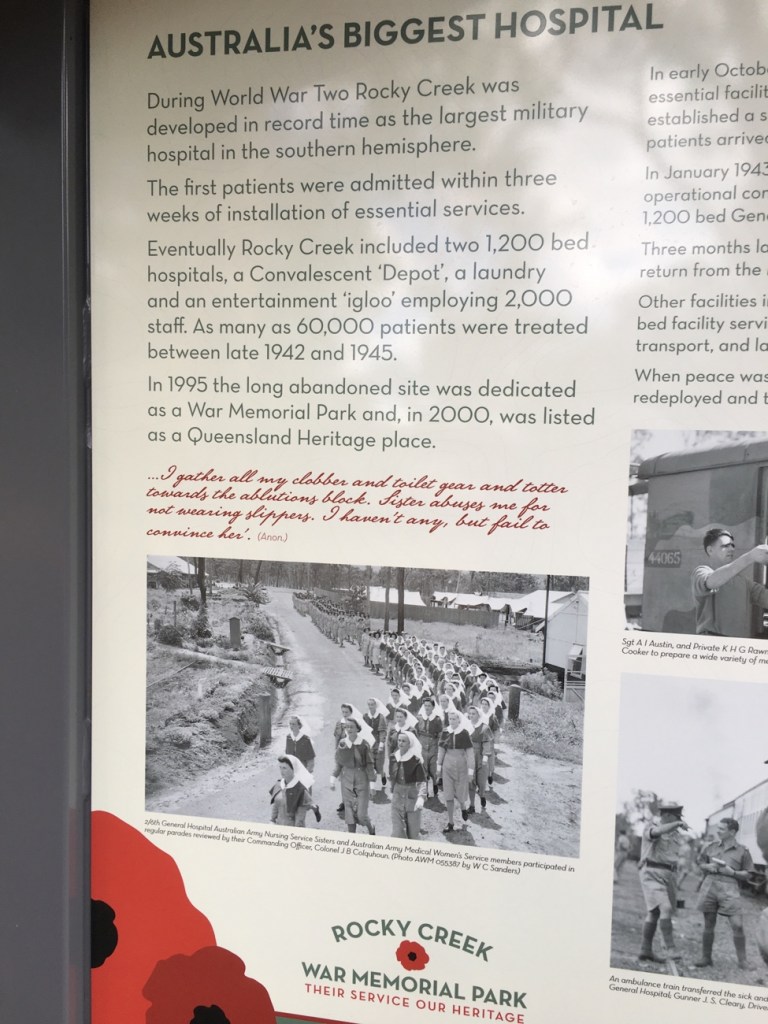 AUSTRALIA'S BIGGEST HOSPITAL
During World War Two Rocky Creek was
developed in record time as the largest military
hospital in the southern hemisphere.
The first patients were admitted within three
weeks of installation of essential services.
Eventually Rocky Creek included two 1,200 bed
hospitals, a Convalescent 'Depot', a laundry
and an entertainment 'igloo' employing 2,000
staff. As many as 60,000 patients were treated
between late 1942 and 1945.
In 1995 the long abandoned site was dedicated
as a War Memorial Park and, in 2000, was listed
as a Queensland Heritage place.
...I gather all my clobber and toilet gear and totter
towards the ablutions block. Sister abuses me for
not wearing slippers. I haven't any, but fail to
convince her'. (Anon.)
2/6th General Hospital Australian Army Nursing Service Sisters and Australian Army Medical Women's Service members participated in
regular parades reviewed by their Commanding Officer, Colonel J B Colquhoun. (Photo AWM 055387 by W C Sanders)
ROCKY CREEK
WAR MEMORIAL PARK
THEIR SERVICE OUR HERITAGE
In early
essential
established a
patients
In January 1943
operational
1,200 bed
Three months
return from the
Other facilities
bed facility
transport, and
When peace was
redeployed and
44065
Sgt A I Austin, and Private K H G
Cooker to prepare a wide variety of
An ambulance train transferred the sick and
General Hospital, Gunner J. S. Cleary,